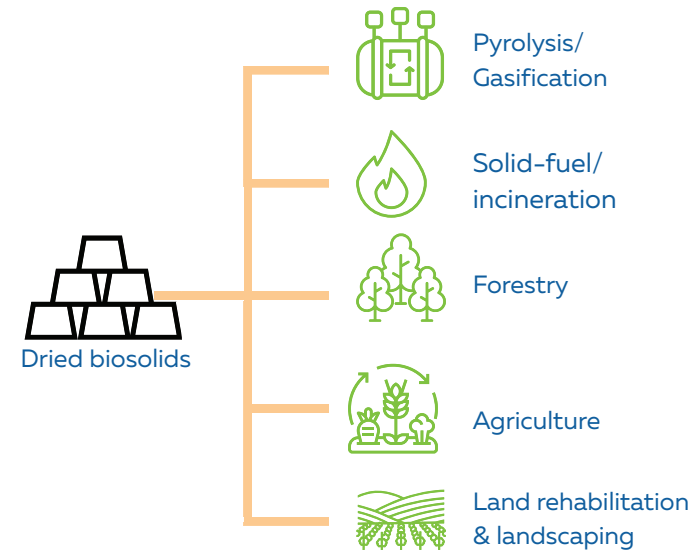 Pyrolysis/
Gasification
Solid-fuel/
incineration
Forestry
Dried biosolids
Agriculture
Land rehabilitation
& landscaping